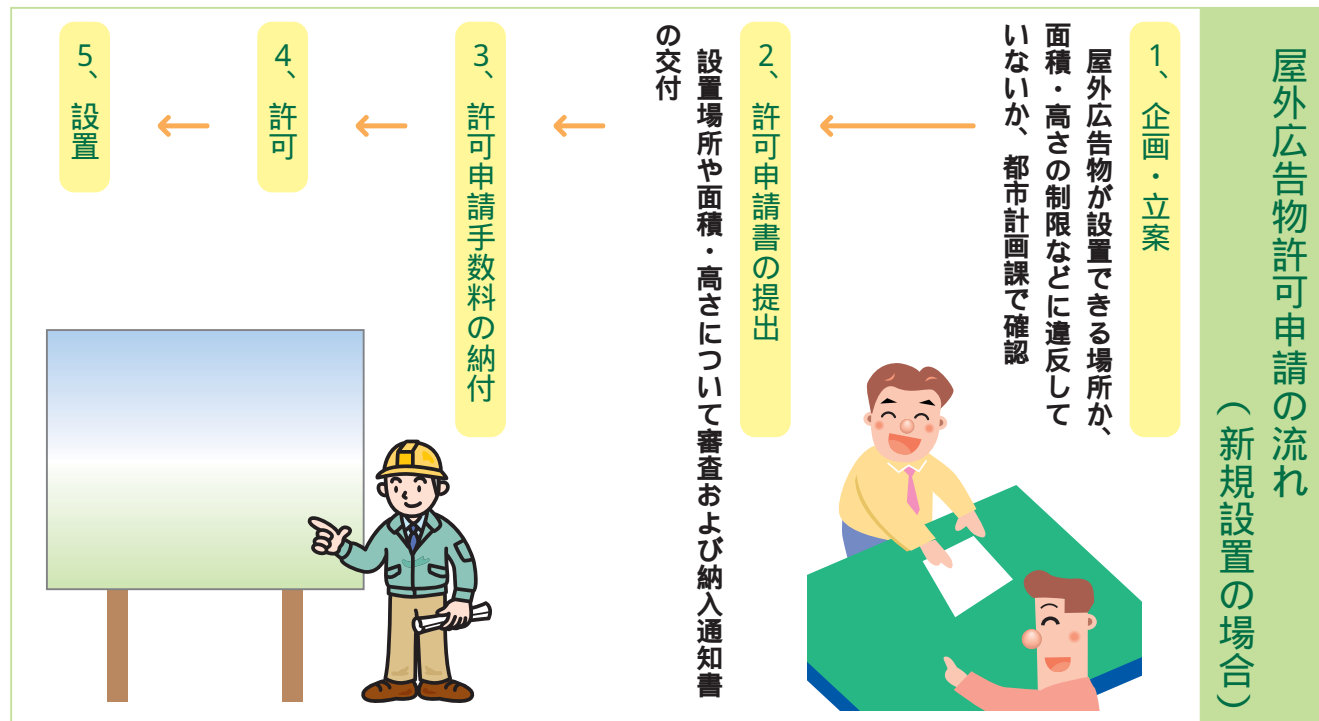 屋外広告物許可申請の流れ
(新規設置の場合)
1、企画・立案
屋外広告物が設置できる場所か、
面積・高さの制限などに違反して
いないか、都市計画課で確認
2、許可申請書の提出
設置場所や面積・高さについて審査および納入通知書
の交付
3、許可申請手数料の納付
4、許可
5、設置